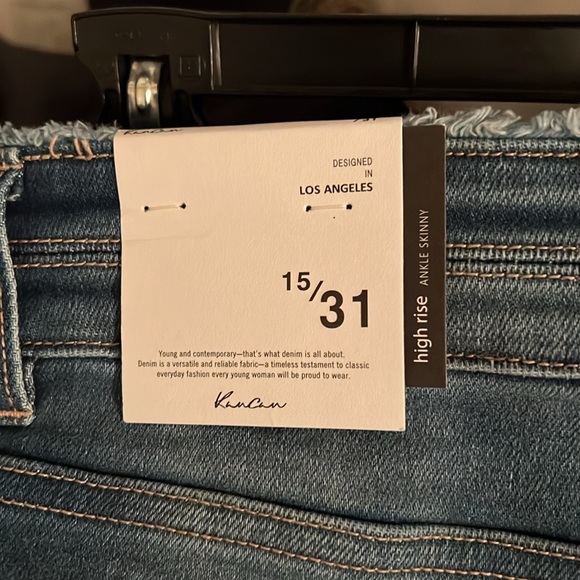 DESIGNED
IN
LOS ANGELES
15/31
Young and contemporary—that's what denim is all about.
Denim is a versatile and reliable fabric—a timeless testament to classic
everyday fashion every young woman will be proud to wear.
KanCan
high rise ANKLE SKINNY